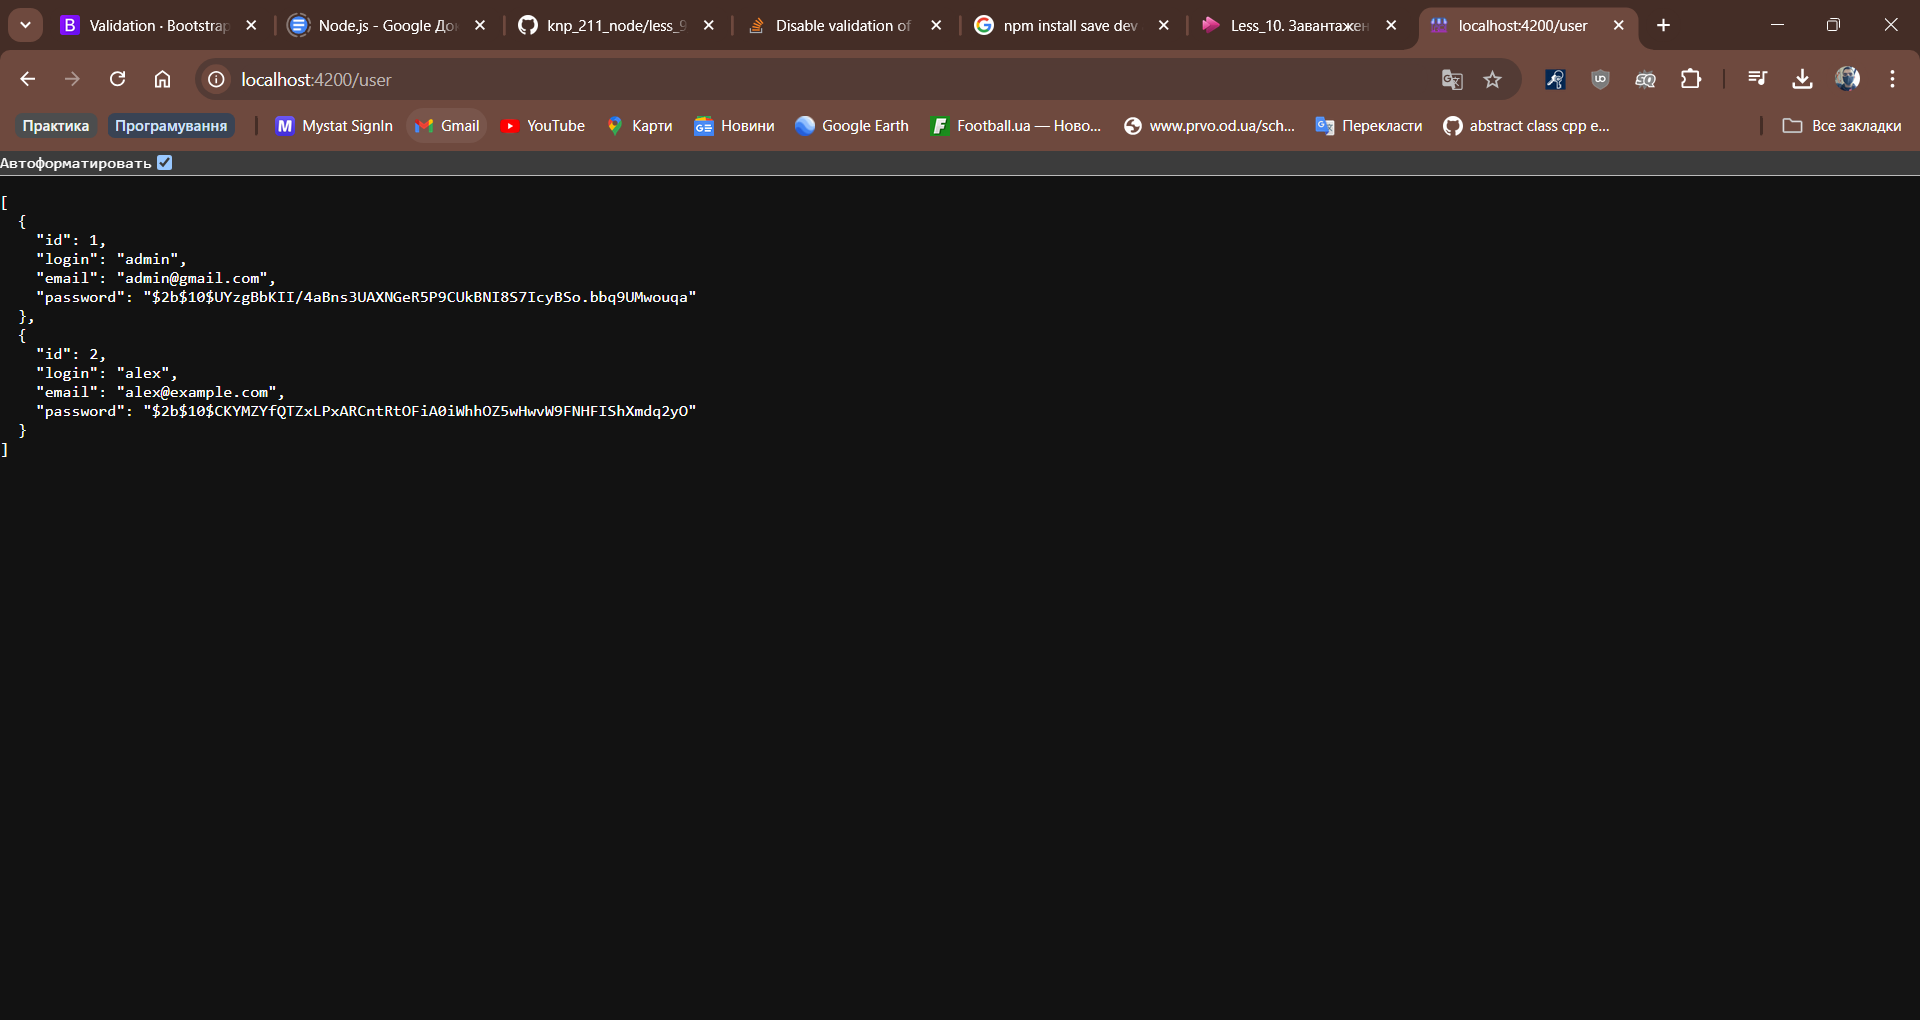 Validation · Bootstrap
Node.js - Google До
knp_211_node/less_9
Disable validation of
npm install save dev
Less_10. Завантажен
localhost:4200/user
localhost:4200/user
Практика
Програмування
Mystat SignIn
Gmail
YouTube
Карти
Новини
Google Earth
Football.ua — Ново...
www.prvo.od.ua/sch...
Перекласти
abstract class cpp e...
Все закладки
Автоформатировать
[
{
"id": 1,
"login": "admin",
"email": "admin@gmail.com",
"password": "$2b$10$UYzgBbKII/4aBns3UAXNGeR5P9CUkBNI8S7IcyBSo.bbq9UMwouqa"
},
{
"id": 2,
"login": "alex",
"email": "alex@example.com",
"password": "$2b$10$CKYMZYfQTZxLPxARCntRtOFiA0iWhhOZ5wHwvW9FNHFIShXmdq2yO"
}
]